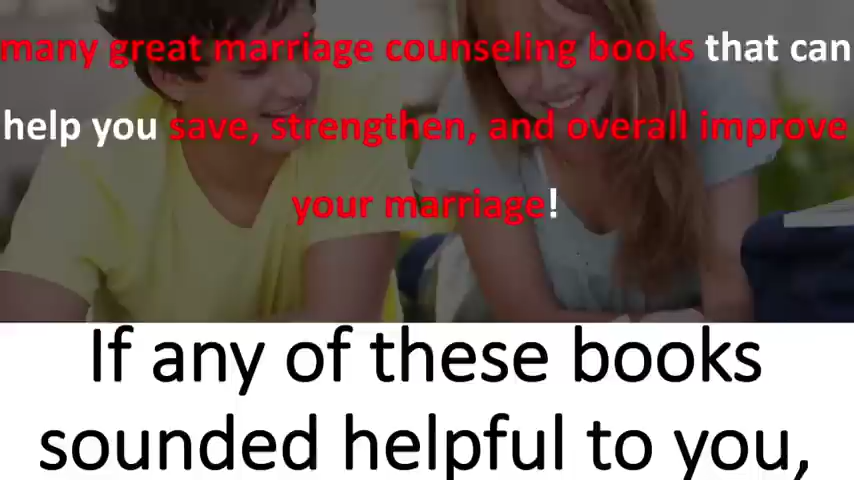 many great marriage counseling books that can
help you save, strengthen, and overall improve
your marriage!
If any of these books
sounded helpful to you,